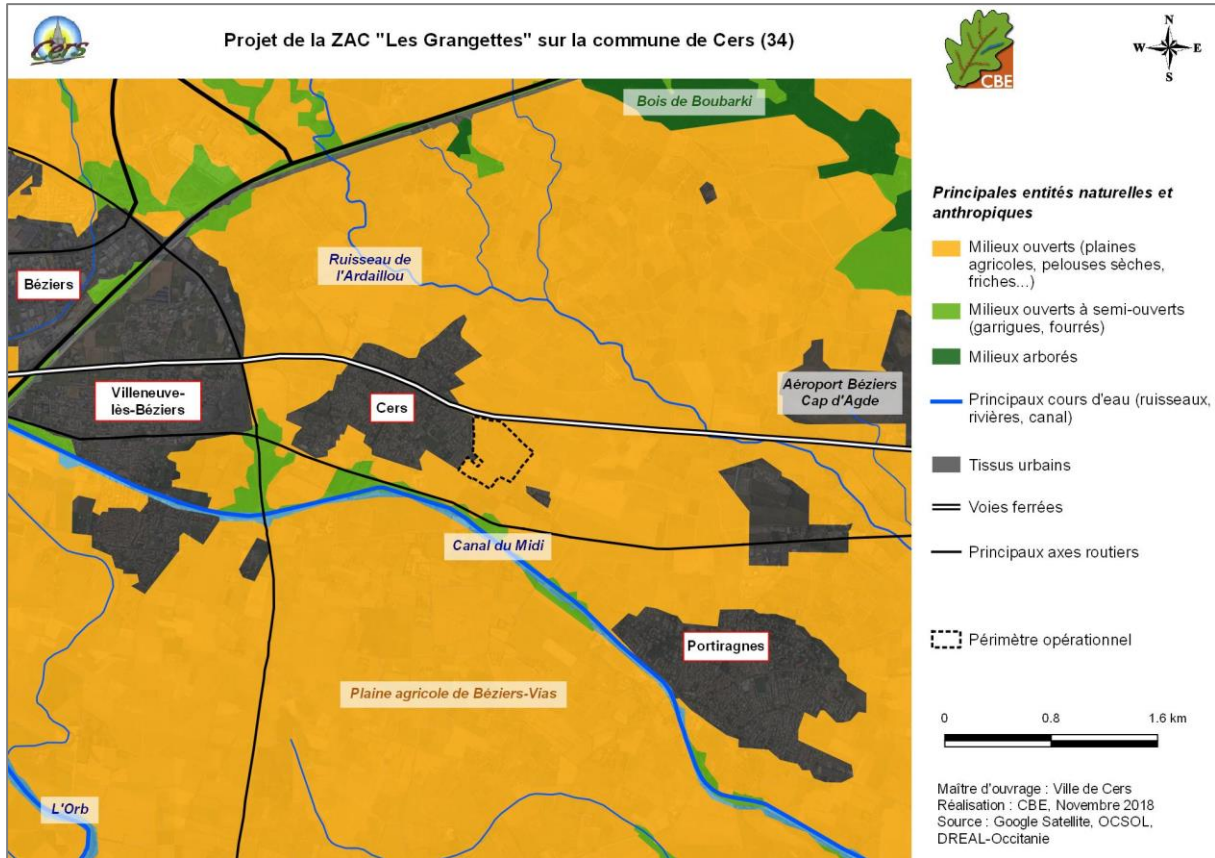 Cers
Projet de la ZAC "Les Grangettes" sur la commune de Cers (34)
CBE
N
W
E
S
Bois de Boubarki
Ruisseau de
l'Ardaillou
Béziers
Villeneuve-
lès-Béziers
Cers
Aéroport Béziers
Cap d'Agde
Canal du Midi
Portiragnes
Plaine agricole de Béziers-Vias
L'Orb
Principales entités naturelles et
anthropiques
Milieux ouverts (plaines
agricoles, pelouses sèches,
friches...)
Milieux ouverts à semi-ouverts
(garrigues, fourrés)
Milieux arborés
Principaux cours d'eau (ruisseaux,
rivières, canal)
Tissus urbains
Voies ferrées
Principaux axes routiers
Périmètre opérationnel
0 0.8 1.6 km
Maître d'ouvrage : Ville de Cers
Réalisation : CBE, Novembre 2018
Source : Google Satellite, OCSOL,
DREAL-Occitanie